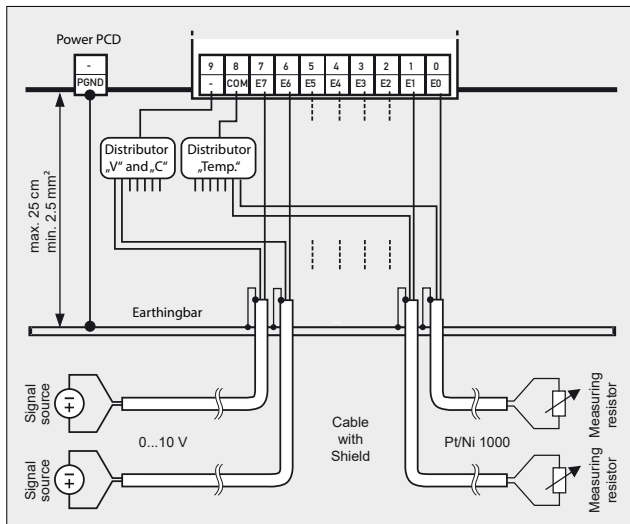 Power PCD
-
PGND
9 8 7 6 5 4 3 2 1 0
- COM E7 E6 E5 E4 E3 E2 E1 E0
Distributor
„V“ and „C“
Distributor
„Temp.“
max. 25 cm
min. 2.5 mm²
Earthingbar
Signal
source
0...10 V
Signal
source
Cable
with
Shield
Pt/Ni 1000
Measuring
resistor
Measuring
resistor